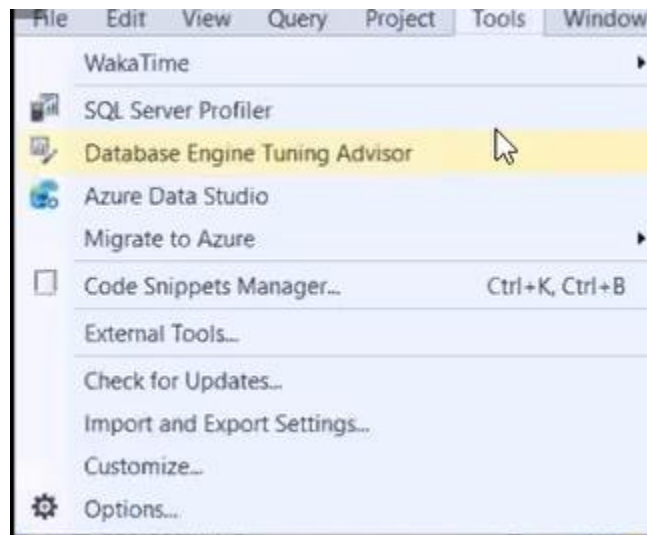 File Edit View Query Project Tools Window
WakaTime
SQL Server Profiler
Database Engine Tuning Advisor
Azure Data Studio
Migrate to Azure
Code Snippets Manager... Ctrl+K, Ctrl+B
External Tools...
Check for Updates...
Import and Export Settings...
Customize...
Options...